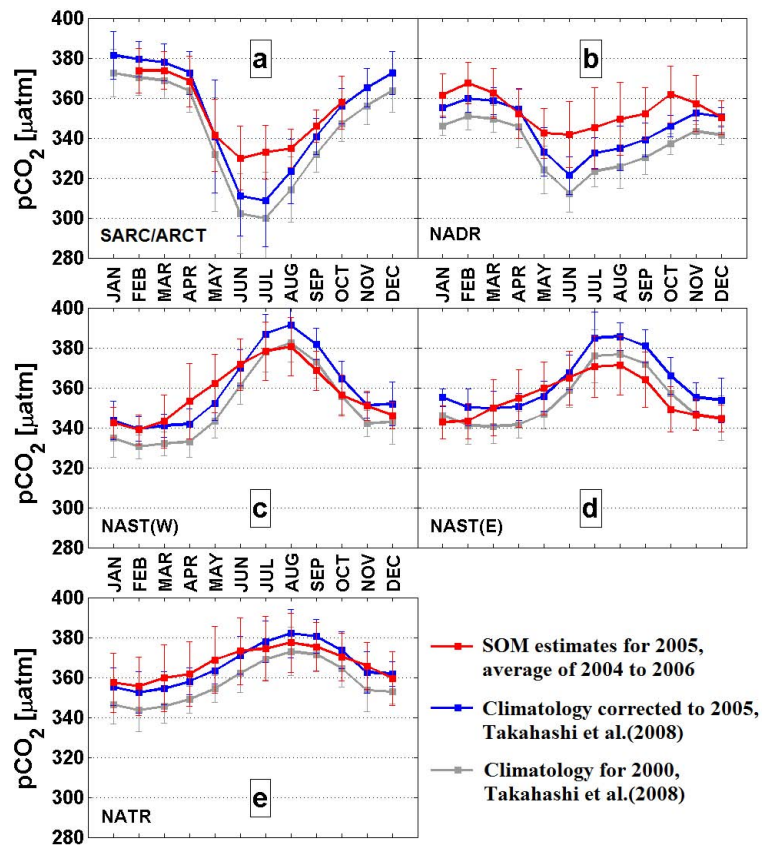 400
380
360
340
320
300
280
pCO2 [µatm]
a
b
SARC/ARCT
NADR
JAN FEB MAR APR MAY JUN JUL AUG SEP OCT NOV DEC
JAN FEB MAR APR MAY JUN JUL AUG SEP OCT NOV DEC
400
380
360
340
320
300
280
pCO2 [µatm]
c
d
NAST(W)
NAST(E)
JAN FEB MAR APR MAY JUN JUL AUG SEP OCT NOV DEC
400
380
360
340
320
300
280
pCO2 [µatm]
e
NATR
SOM estimates for 2005,
average of 2004 to 2006
Climatology corrected to 2005,
Takahashi et al.(2008)
Climatology for 2000,
Takahashi et al.(2008)